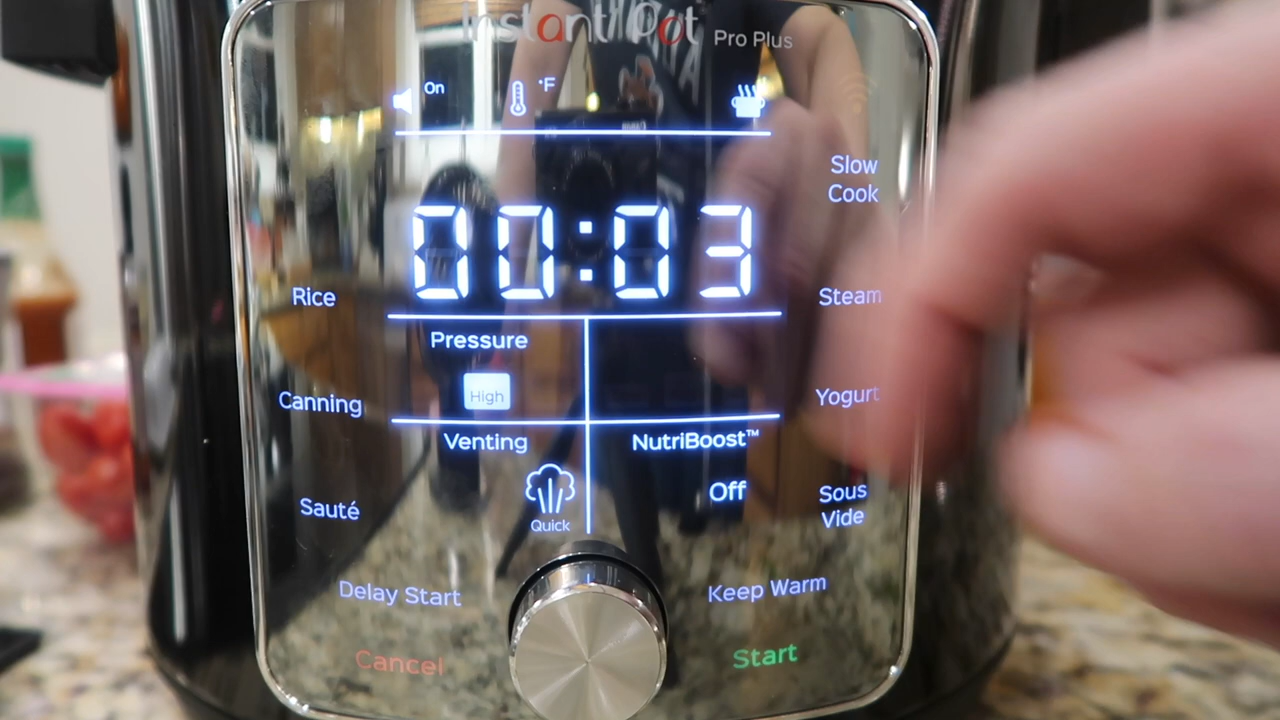 Instant Pot Pro Plus
On
°F
Slow
Cook
00:03
Rice
Steam
Pressure
High
Canning
Yogurt
Venting
NutriBoost™
Quick
Off
Sauté
Sous
Vide
Delay Start
Keep Warm
Cancel
Start